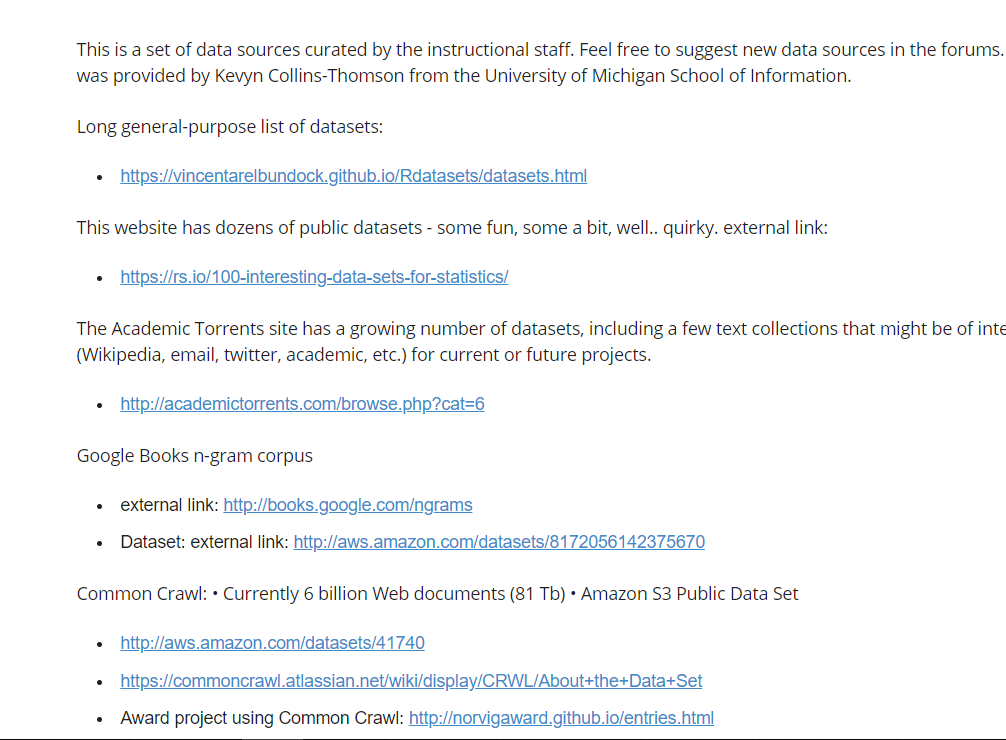 This is a set of data sources curated by the instructional staff. Feel free to suggest new data sources in the forums.
was provided by Kevyn Collins-Thomson from the University of Michigan School of Information.
Long general-purpose list of datasets:
• https://vincentarelbundock.github.io/Rdatasets/datasets.html
This website has dozens of public datasets - some fun, some a bit, well.. quirky. external link:
• https://rs.io/100-interesting-data-sets-for-statistics/
The Academic Torrents site has a growing number of datasets, including a few text collections that might be of inte
(Wikipedia, email, twitter, academic, etc.) for current or future projects.
• http://academictorrents.com/browse.php?cat=6
Google Books n-gram corpus
• external link: http://books.google.com/ngrams
• Dataset: external link: http://aws.amazon.com/datasets/8172056142375670
Common Crawl: • Currently 6 billion Web documents (81 Tb) • Amazon S3 Public Data Set
• http://aws.amazon.com/datasets/41740
• https://commoncrawl.atlassian.net/wiki/display/CRWL/About+the+Data+Set
• Award project using Common Crawl: http://norvigaward.github.io/entries.html